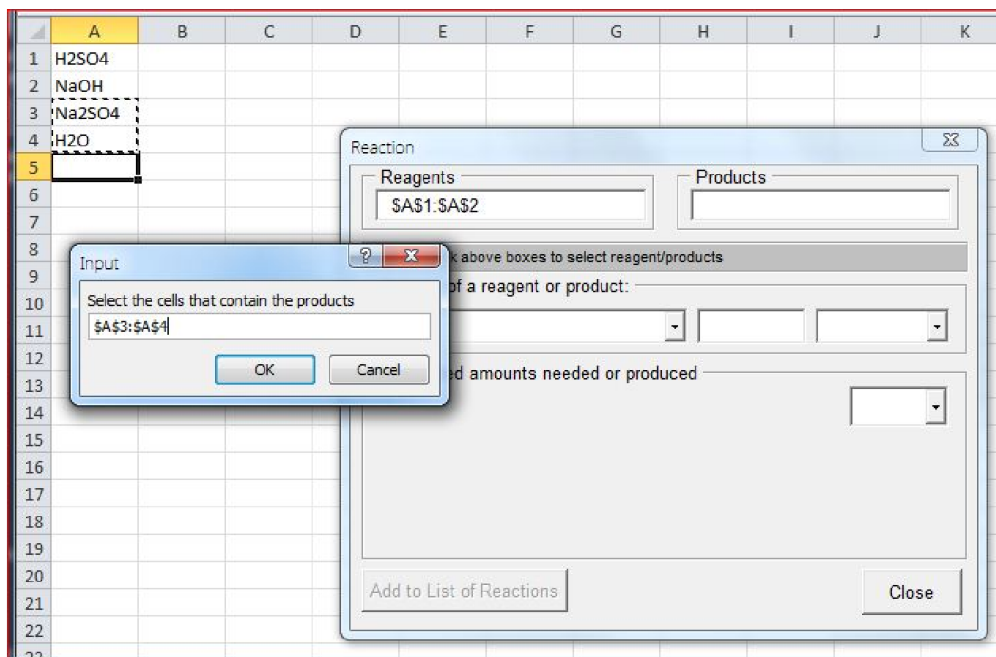 A B C D E F G H I J K
1 H2SO4
2 NaOH
3 Na2SO4
4 H2O
5
6
7
8
9
10
11
12
13
14
15
16
17
18
19
20
21
22
Reaction
Reagents Products
$A$1:$A$2
above boxes to select reagent/products
of a reagent or product:
amounts needed or produced
Add to List of Reactions Close
Input
?
Select the cells that contain the products
$A$3:$A$4
OK Cancel